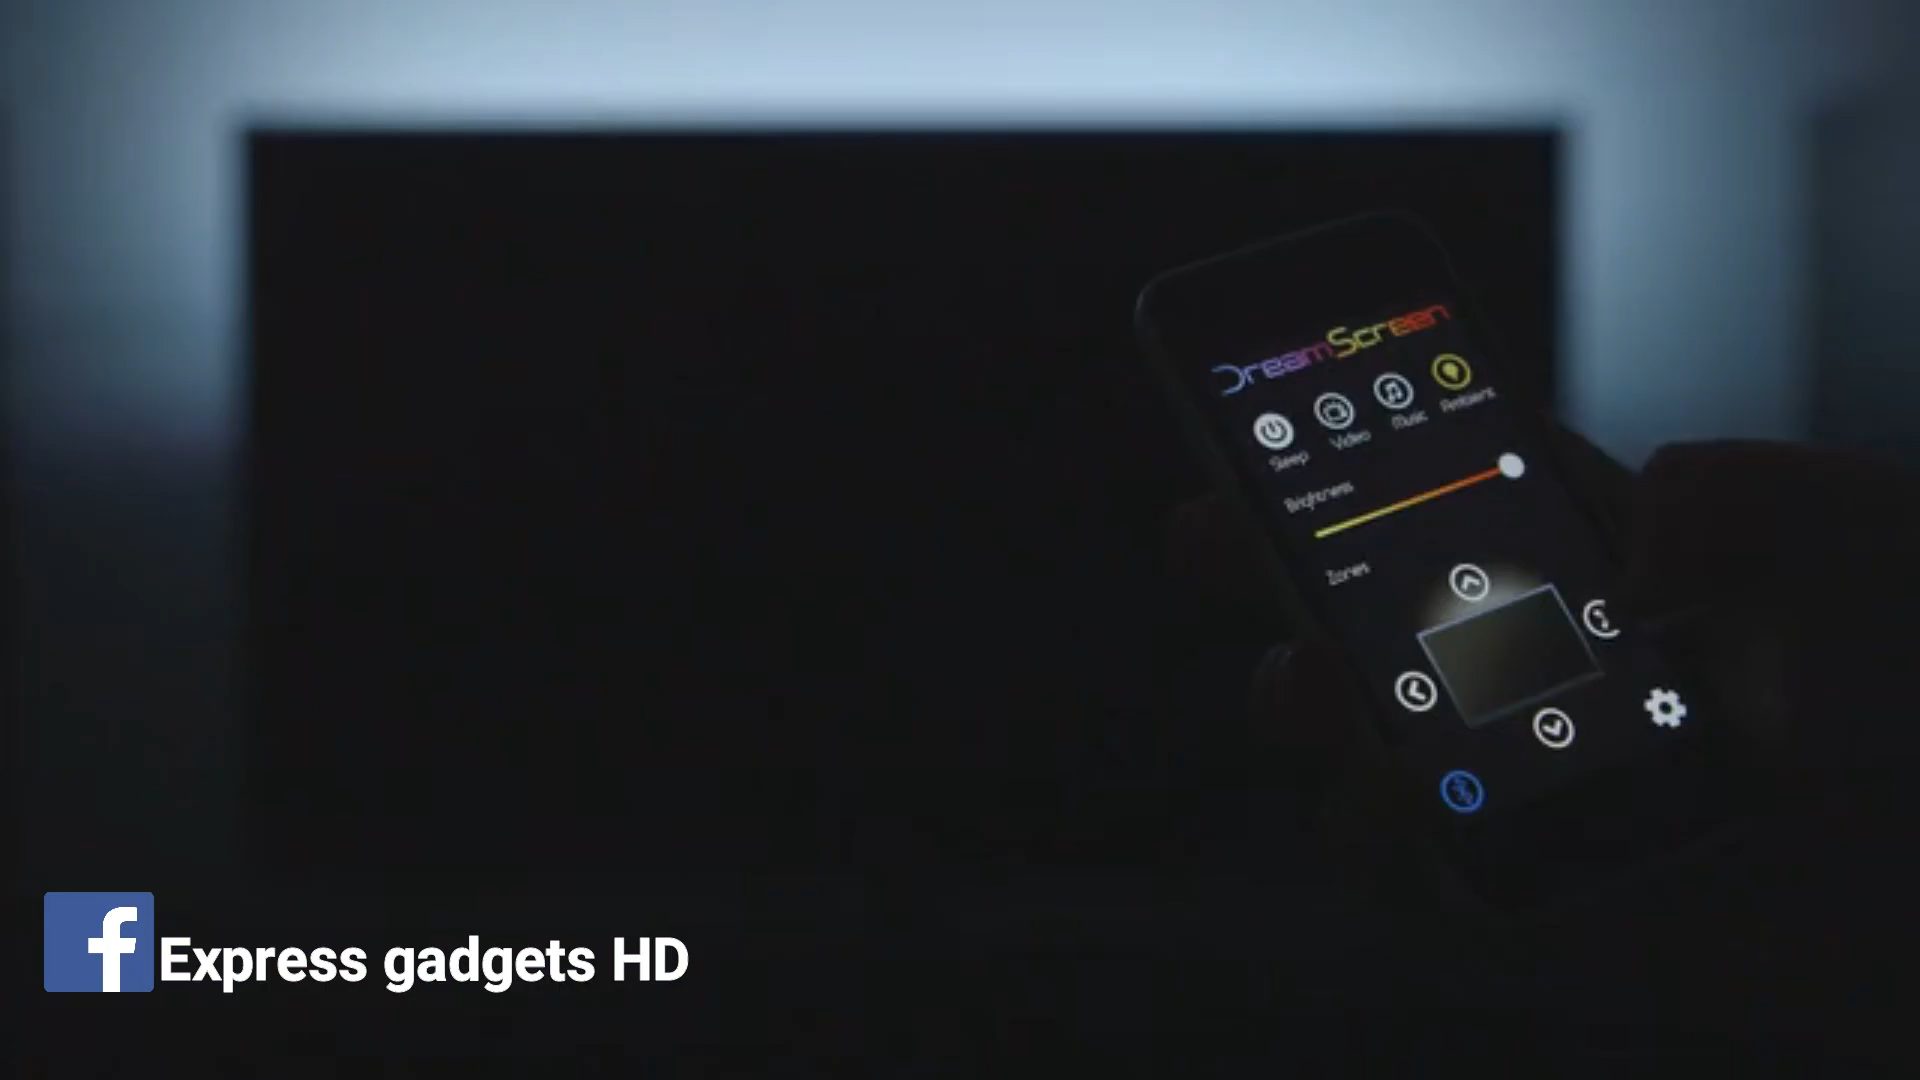 DreamScreen
Sleep
Video
Music
Ambient
Brightness
Zones
Express gadgets HD